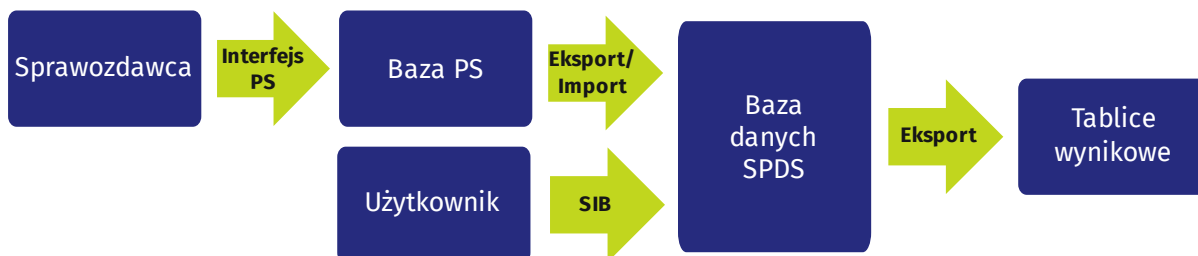 Sprawozdawca
Interfejs
PS
Baza PS
Eksport/
Import
Użytkownik
SIB
Baza
danych
SPDS
Eksport
Tablice
wynikowe